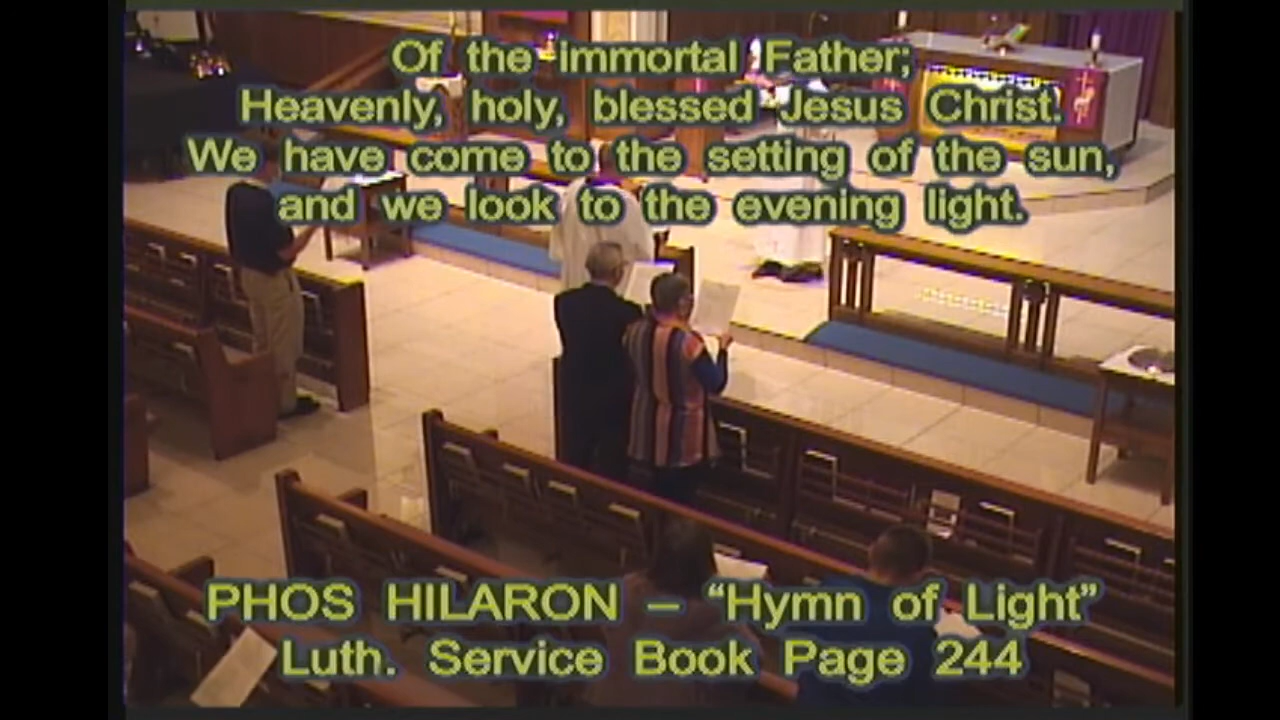 Of the immortal Father;
Heavenly, holy, blessed Jesus Christ.
We have come to the setting of the sun,
and we look to the evening light.
PHOS HILARON – “Hymn of Light”
Luth. Service Book Page 244